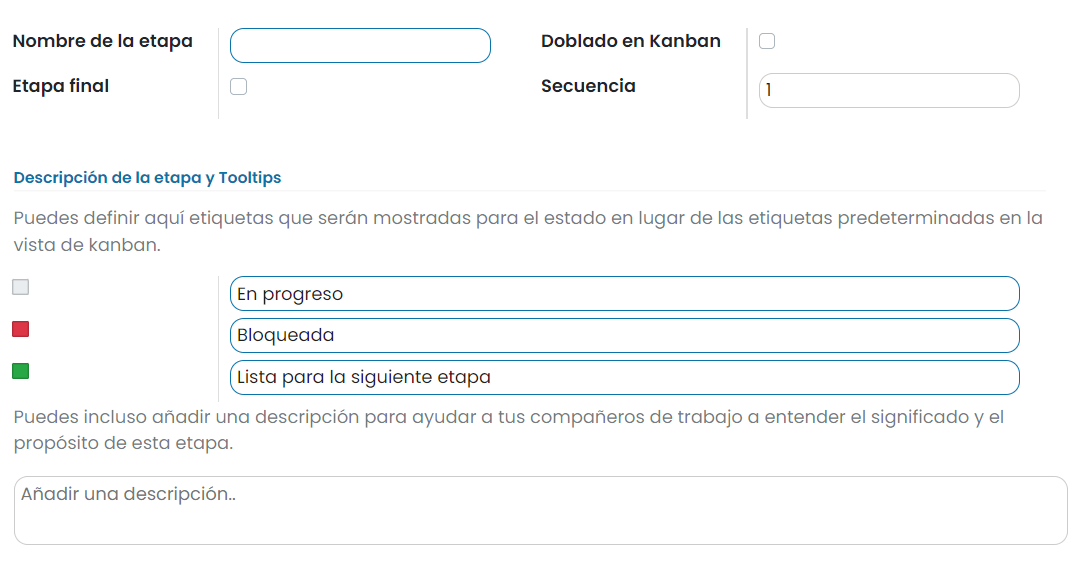 Nombre de la etapa
Doblado en Kanban
Etapa final
Secuencia
1
Descripción de la etapa y Tooltips
Puedes definir aquí etiquetas que serán mostradas para el estado en lugar de las etiquetas predeterminadas en la
vista de kanban.
En progreso
Bloqueada
Lista para la siguiente etapa
Puedes incluso añadir una descripción para ayudar a tus compañeros de trabajo a entender el significado y el
propósito de esta etapa.
Añadir una descripción..